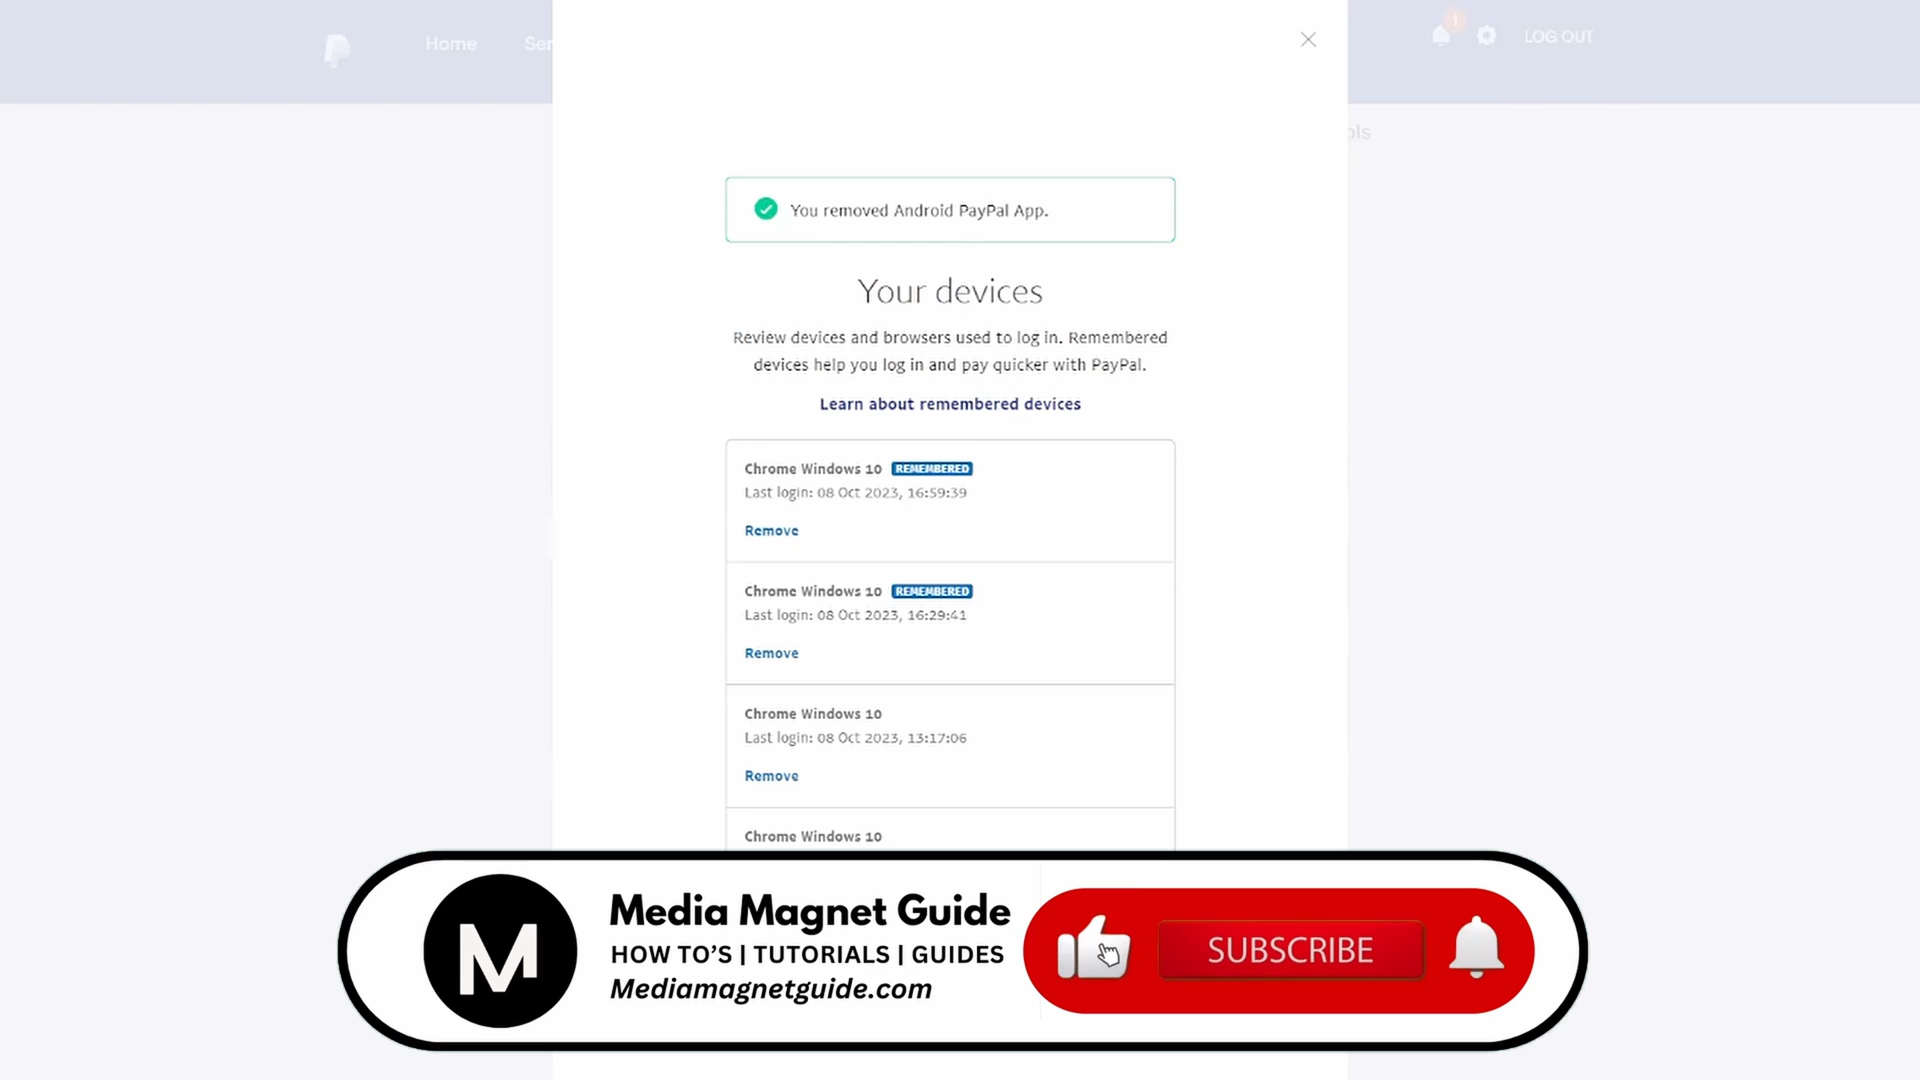 Home
Ser
1
LOG OUT
ols
You removed Android PayPal App.
Your devices
Review devices and browsers used to log in. Remembered
devices help you log in and pay quicker with PayPal.
Learn about remembered devices
Chrome Windows 10 REMEMBERED
Last login: 08 Oct 2023, 16:59:39
Remove
Chrome Windows 10 REMEMBERED
Last login: 08 Oct 2023, 16:29:41
Remove
Chrome Windows 10
Last login: 08 Oct 2023, 13:17:06
Remove
Chrome Windows 10
M
Media Magnet Guide
HOW TO'S | TUTORIALS | GUIDES
Mediamagnetguide.com
SUBSCRIBE